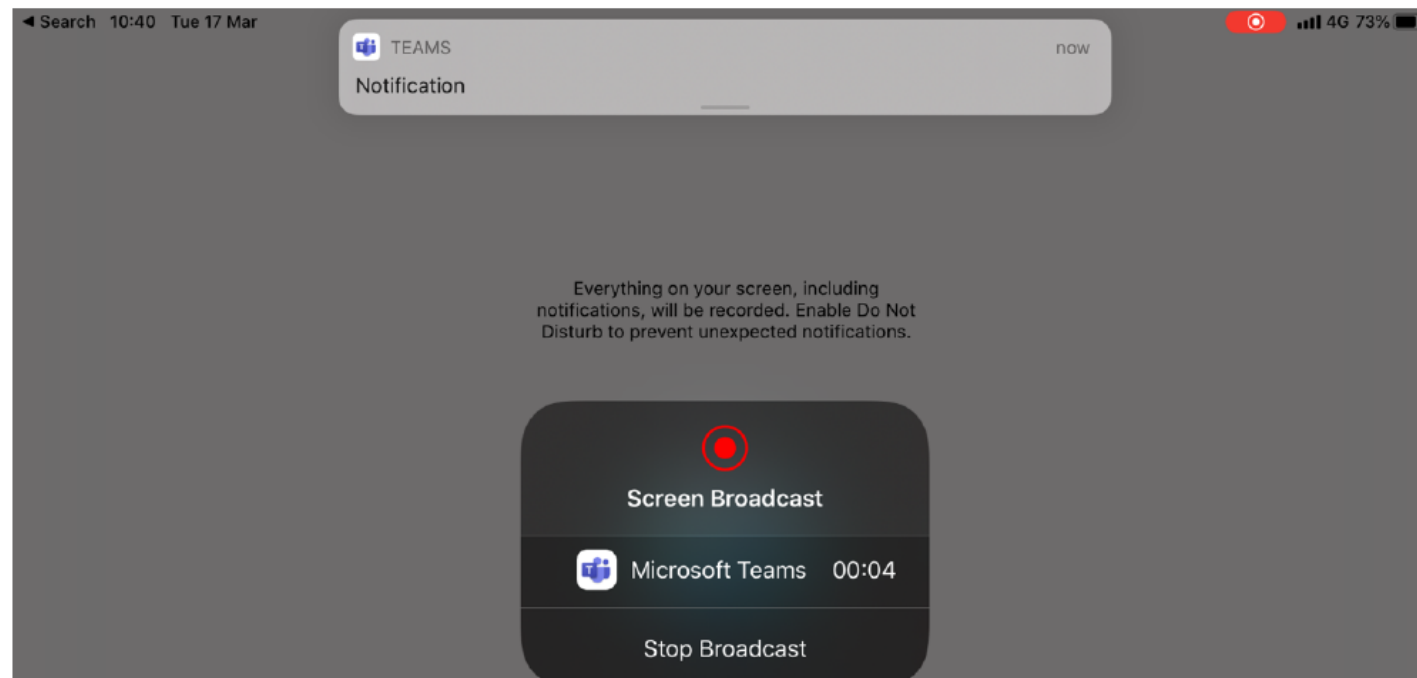 ◀ Search 10:40 Tue 17 Mar
4G 73%
TEAMS now
Notification
Everything on your screen, including
notifications, will be recorded. Enable Do Not
Disturb to prevent unexpected notifications.
Screen Broadcast
Microsoft Teams 00:04
Stop Broadcast